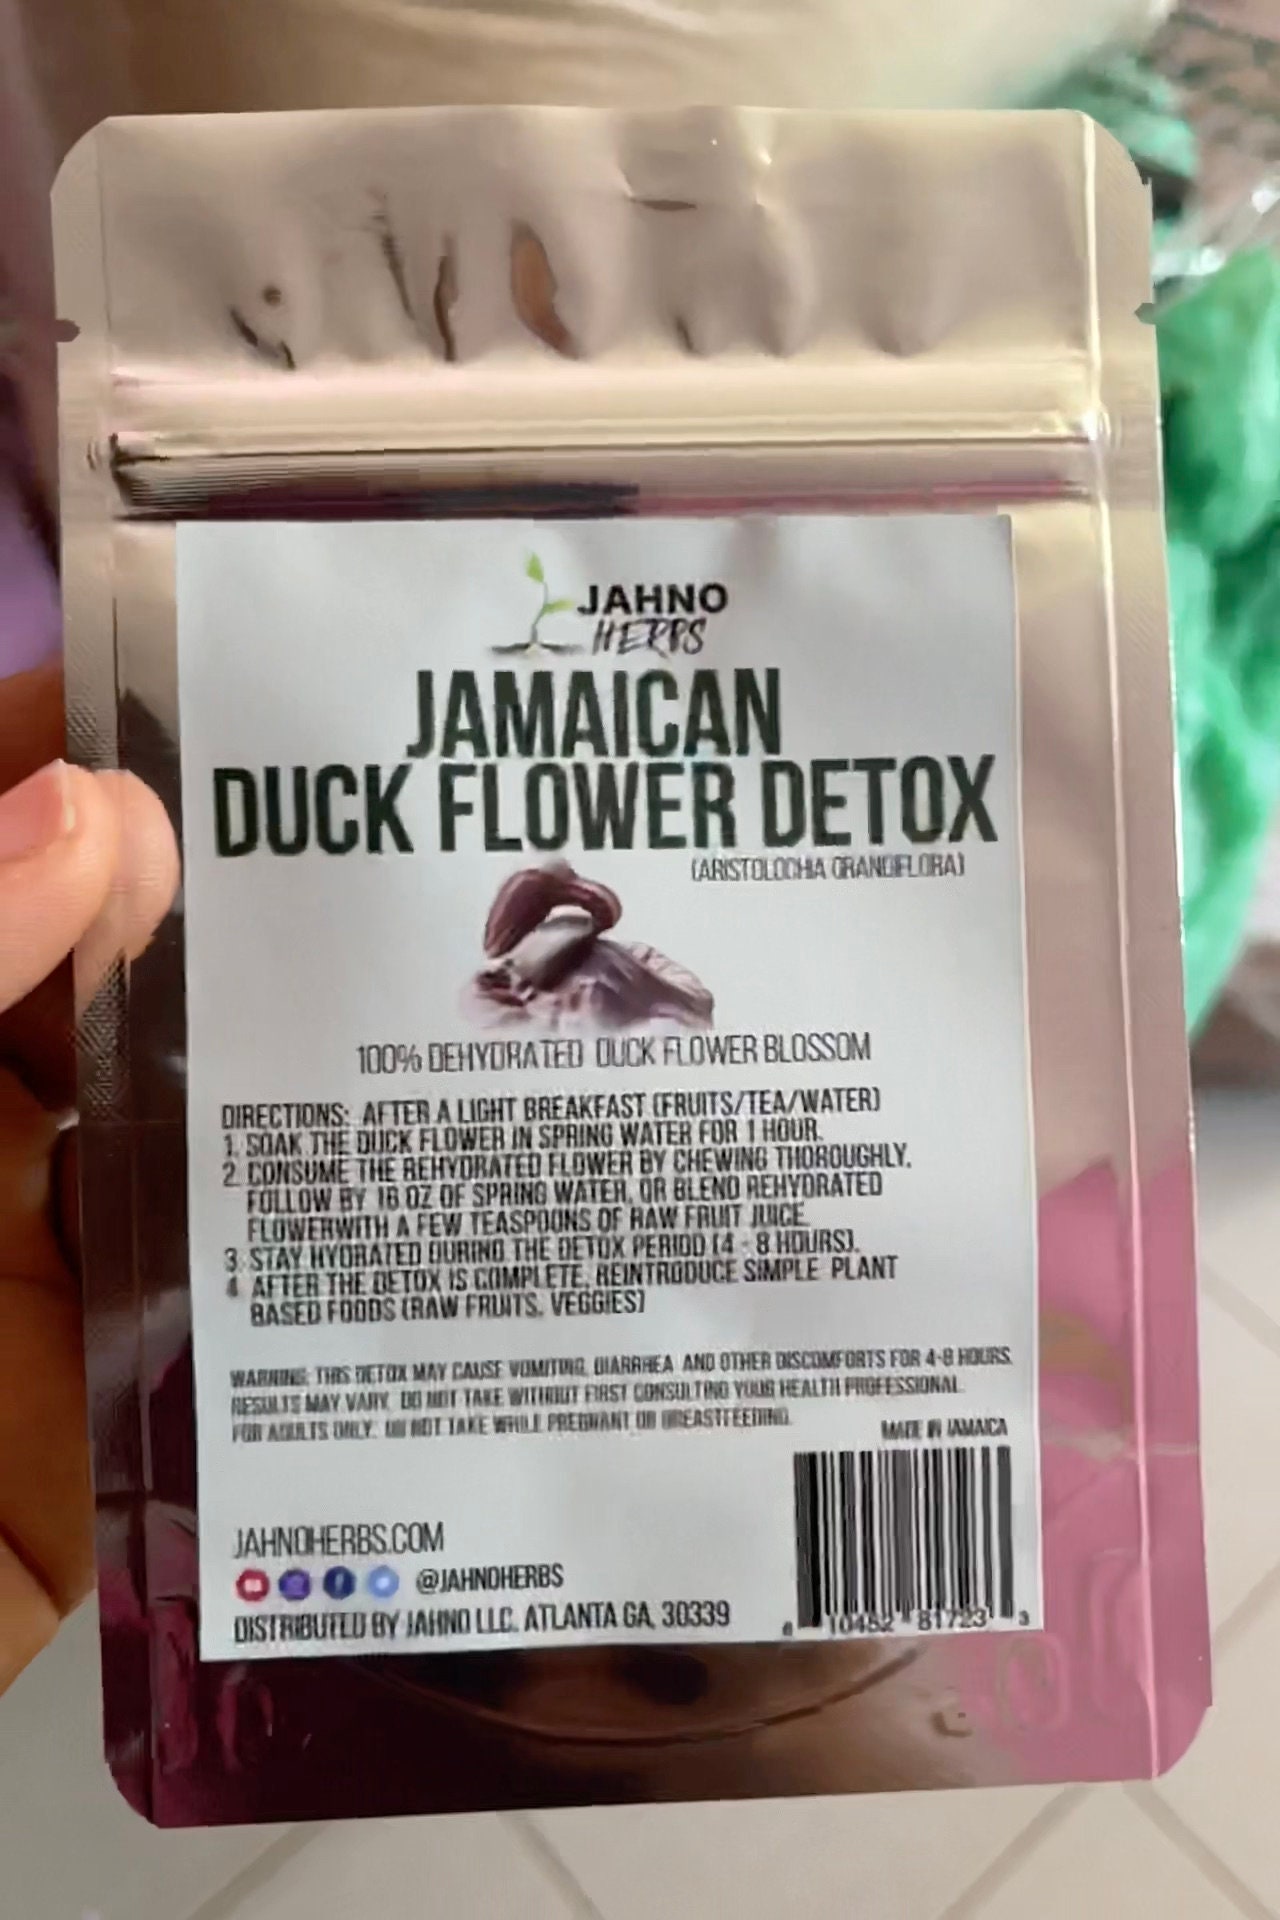 JAHNO
HERBS
JAMAICAN
DUCK FLOWER DETOX
(ARISTOLOCHIA GRANDIFLORA)
100% DEHYDRATED DUCK FLOWER BLOSSOM
DIRECTIONS: AFTER A LIGHT BREAKFAST (FRUITS/TEA/WATER)
1. SOAK THE DUCK FLOWER IN SPRING WATER FOR 1 HOUR.
2. CONSUME THE REHYDRATED FLOWER BY CHEWING THOROUGHLY.
FOLLOW BY 16 OZ OF SPRING WATER, OR BLEND REHYDRATED
FLOWERWITH A FEW TEASPOONS OF RAW FRUIT JUICE
3. STAY HYDRATED DURING THE DETOX PERIOD (4 - 8 HOURS).
4. AFTER THE DETOX IS COMPLETE, REINTRODUCE SIMPLE PLANT
BASED FOODS (RAW FRUITS, VEGGIES)
WARNING: THIS DETOX MAY CAUSE VOMITING, DIARRHEA AND OTHER DISCOMFORTS FOR 4-8 HOURS.
RESULTS MAY VARY. DO NOT TAKE WITHOUT FIRST CONSULTING YOUR HEALTH PROFESSIONAL.
FOR ADULTS ONLY. DO NOT TAKE WHILE PREGNANT OR BREASTFEEDING.
MADE IN JAMAICA
JAHNOHERBS.COM
@JAHNOHERBS
DISTRIBUTED BY JAHNO LLC. ATLANTA GA, 30339
6 10452 81723 3